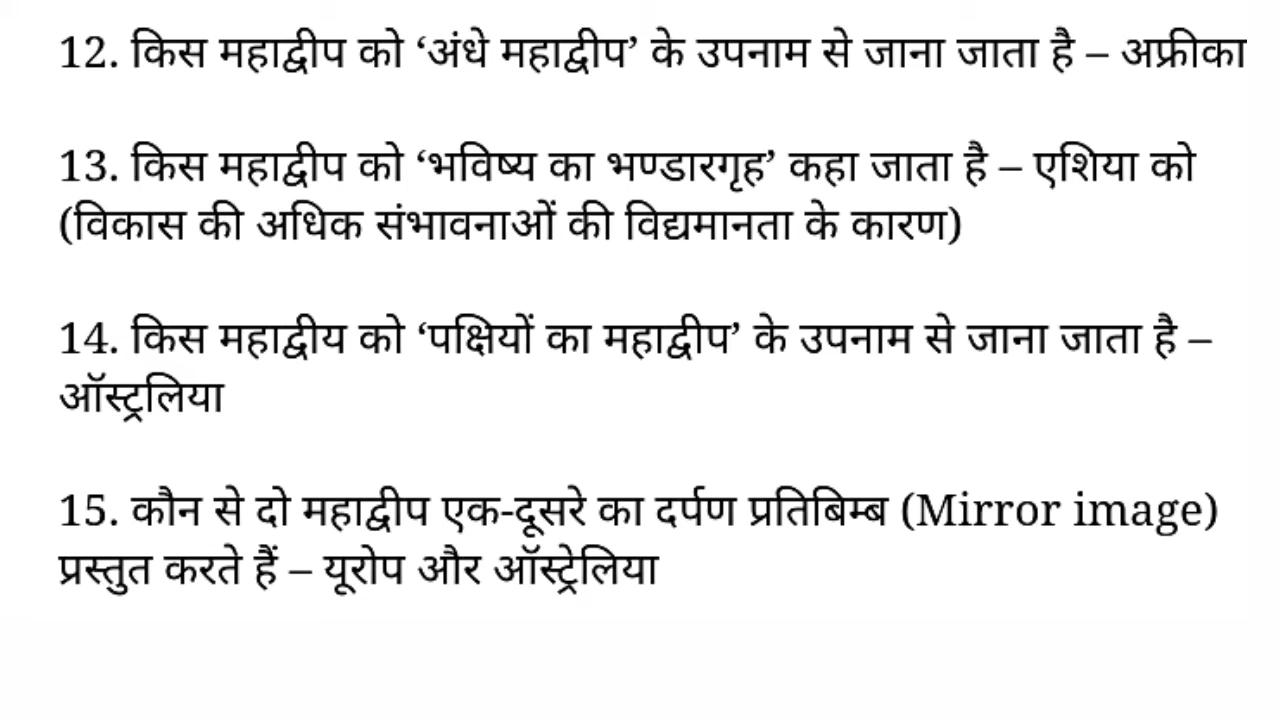 12. किस महाद्वीप को ‘अंधे महाद्वीप’ के उपनाम से जाना जाता है – अफ्रीका
13. किस महाद्वीप को ‘भविष्य का भण्डारगृह’ कहा जाता है – एशिया को
(विकास की अधिक संभावनाओं की विद्यमानता के कारण)
14. किस महाद्वीय को ‘पक्षियों का महाद्वीप’ के उपनाम से जाना जाता है –
ऑस्ट्रलिया
15. कौन से दो महाद्वीप एक-दूसरे का दर्पण प्रतिबिम्ब (Mirror image)
प्रस्तुत करते हैं – यूरोप और ऑस्ट्रेलिया